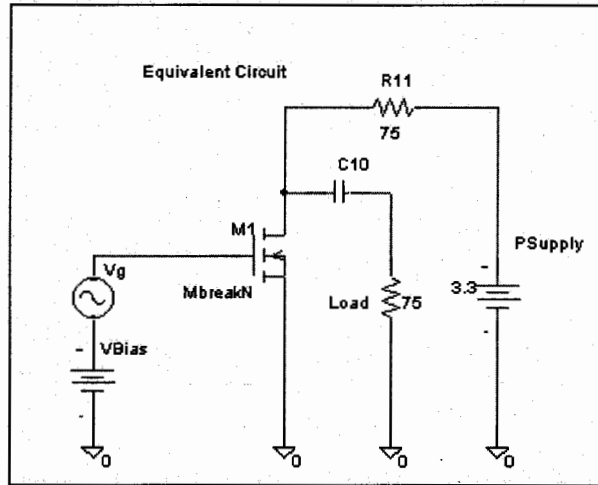 Equivalent Circuit
R11
75
C10
M1
PSupply
Vg
MbreakN
Load
75
3.3
VBias
0
0
0
0